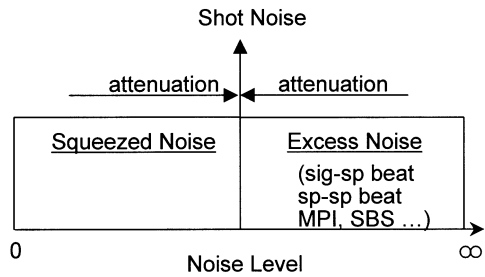 Shot Noise
attenuation attenuation
Squeezed Noise Excess Noise
(sig-sp beat
sp-sp beat
MPI, SBS ...)
0 ∞
Noise Level